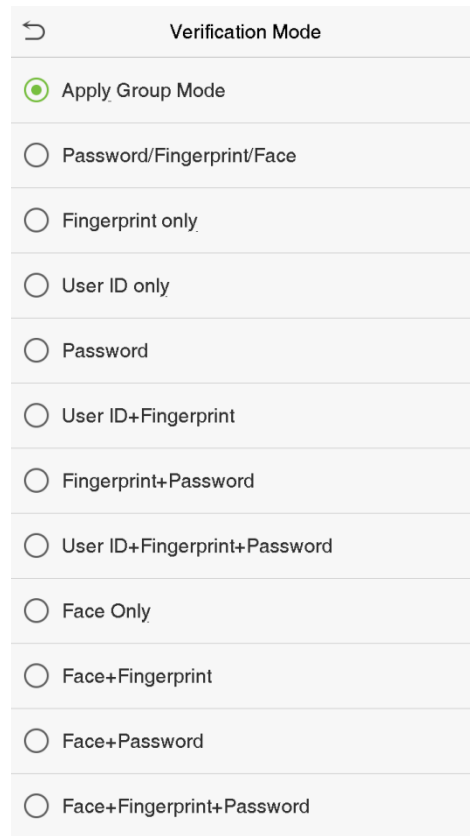 Verification Mode
Apply Group Mode
Password/Fingerprint/Face
Fingerprint only
User ID only
Password
User ID+Fingerprint
Fingerprint+Password
User ID+Fingerprint+Password
Face Only
Face+Fingerprint
Face+Password
Face+Fingerprint+Password